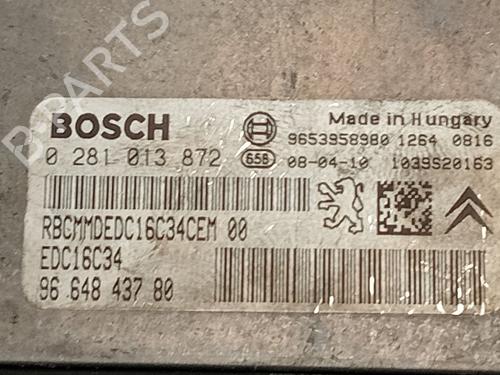 B-PARTS
BOSCH
Made in Hungary
9653958980 1264 0816
0 281 013 872 658 08-04-10 1039S20163
RBCMMDEDC16C34CEM 00
EDC16C34
96 648 437 80